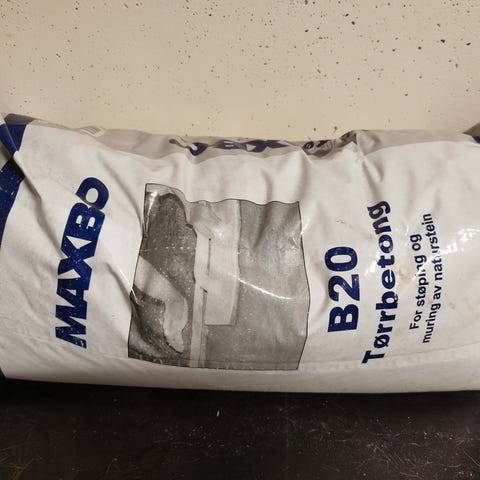 MAXBO
B20
Tørrbetong
For støping og
muring av naturstein